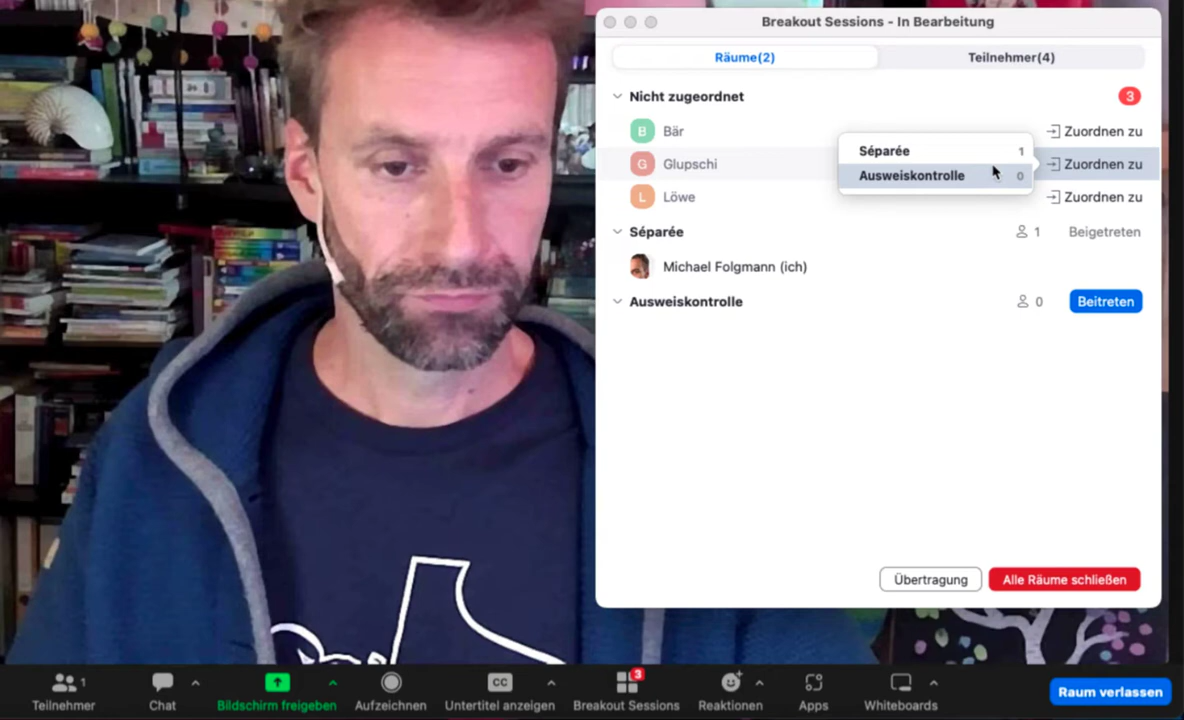 Breakout Sessions - In Bearbeitung
Räume(2)
Teilnehmer(4)
Nicht zugeordnet
3
B
Bär
Zuordnen zu
G
Glupschi
Zuordnen zu
Séparée
1
Ausweiskontrolle
0
L
Löwe
Zuordnen zu
Séparée
1
Beigetreten
Michael Folgmann (ich)
Ausweiskontrolle
0
Beitreten
Übertragung
Alle Räume schließen
1
Teilnehmer
Chat
Bildschirm freigeben
Aufzeichnen
CC
Untertitel anzeigen
3
Breakout Sessions
Reaktionen
Apps
Whiteboards
Raum verlassen